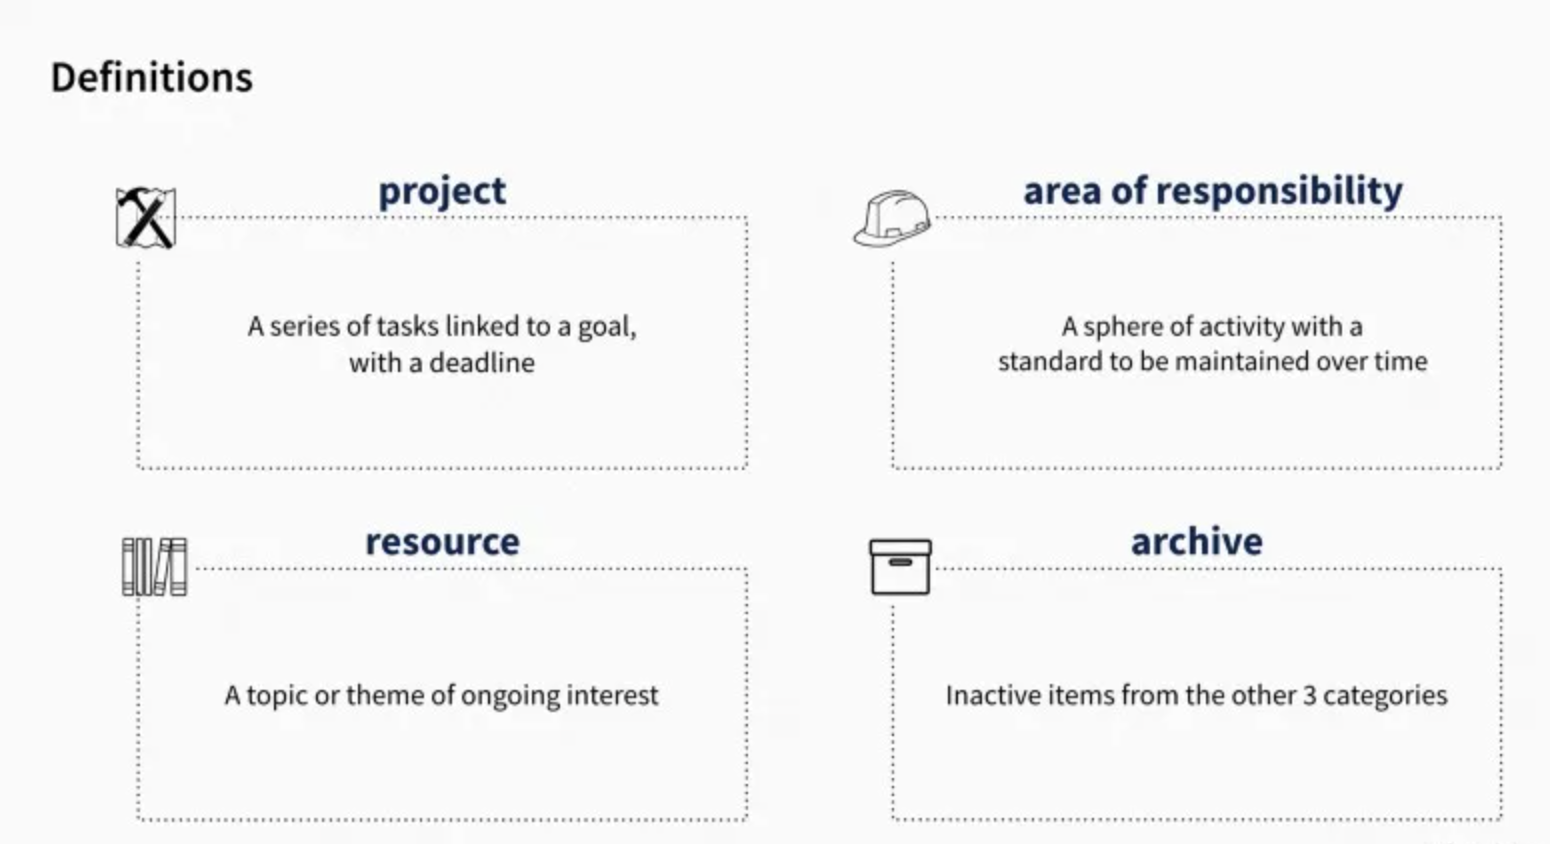 Definitions
project
area of responsibility
A series of tasks linked to a goal,
with a deadline
A sphere of activity with a
standard to be maintained over time
resource
archive
A topic or theme of ongoing interest
Inactive items from the other 3 categories